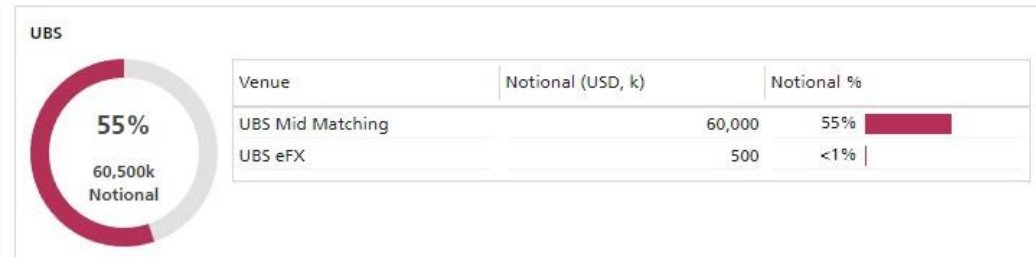 UBS
55%
60,500k
Notional
Venue Notional (USD, k) Notional %
UBS Mid Matching 60,000 55%
UBS eFX 500 <1%